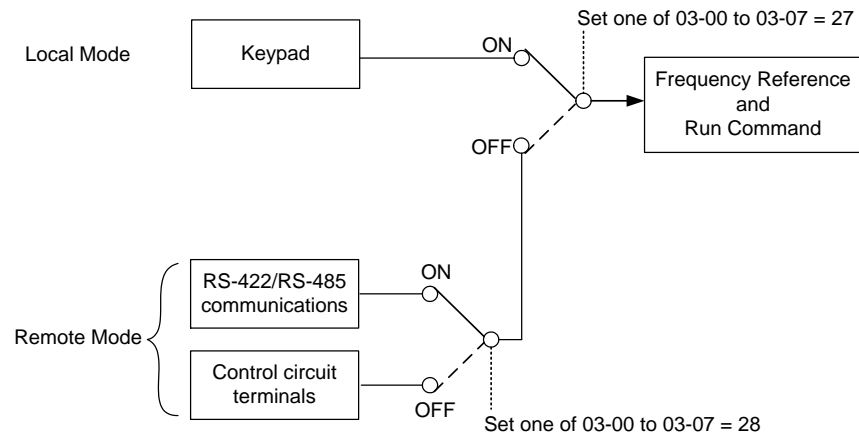 Set one of 03-00 to 03-07 = 27
Local Mode
Keypad
ON
Frequency Reference
and
Run Command
OFF
RS-422/RS-485
communications
ON
Remote Mode
Control circuit
terminals
OFF
Set one of 03-00 to 03-07 = 28